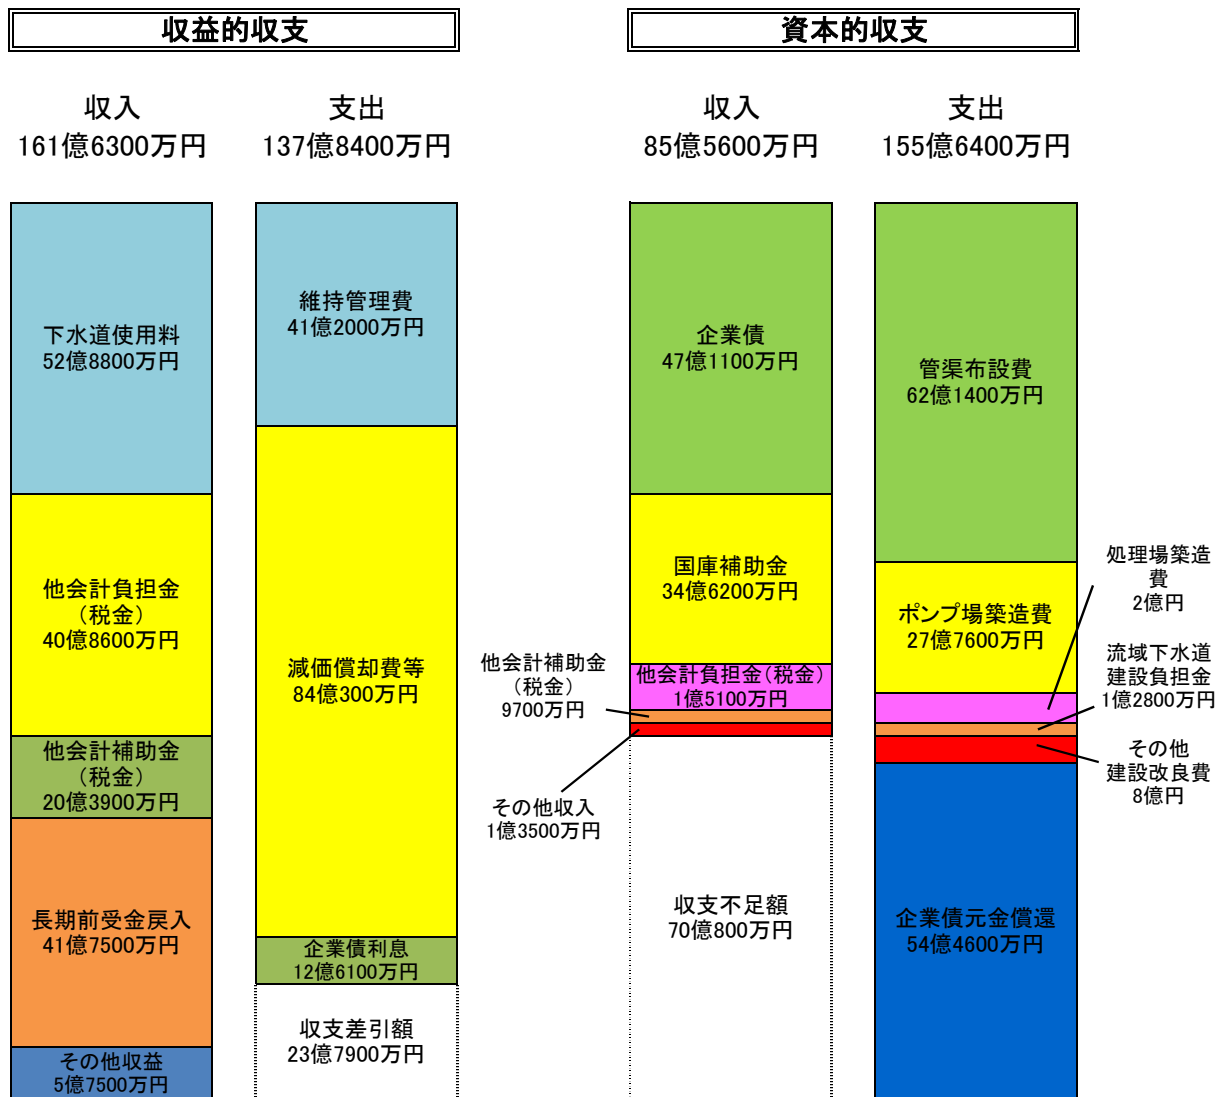 収益的収支
資本的収支
収入
161億6300万円
支出
137億8400万円
収入
85億5600万円
支出
155億6400万円
下水道使用料
52億8800万円
他会計負担金
（税金）
40億8600万円
他会計補助金
（税金）
20億3900万円
長期前受金戻入
41億7500万円
その他収益
5億7500万円
維持管理費
41億2000万円
減価償却費等
84億300万円
企業債利息
12億6100万円
収支差引額
23億7900万円
企業債
47億1100万円
国庫補助金
34億6200万円
他会計負担金（税金）
1億5100万円
他会計補助金
（税金）
9700万円
その他収入
1億3500万円
収支不足額
70億800万円
管渠布設費
62億1400万円
ポンプ場築造費
27億7600万円
処理場築造
費
2億円
流域下水道
建設負担金
1億2800万円
その他
建設改良費
8億円
企業債元金償還
54億4600万円